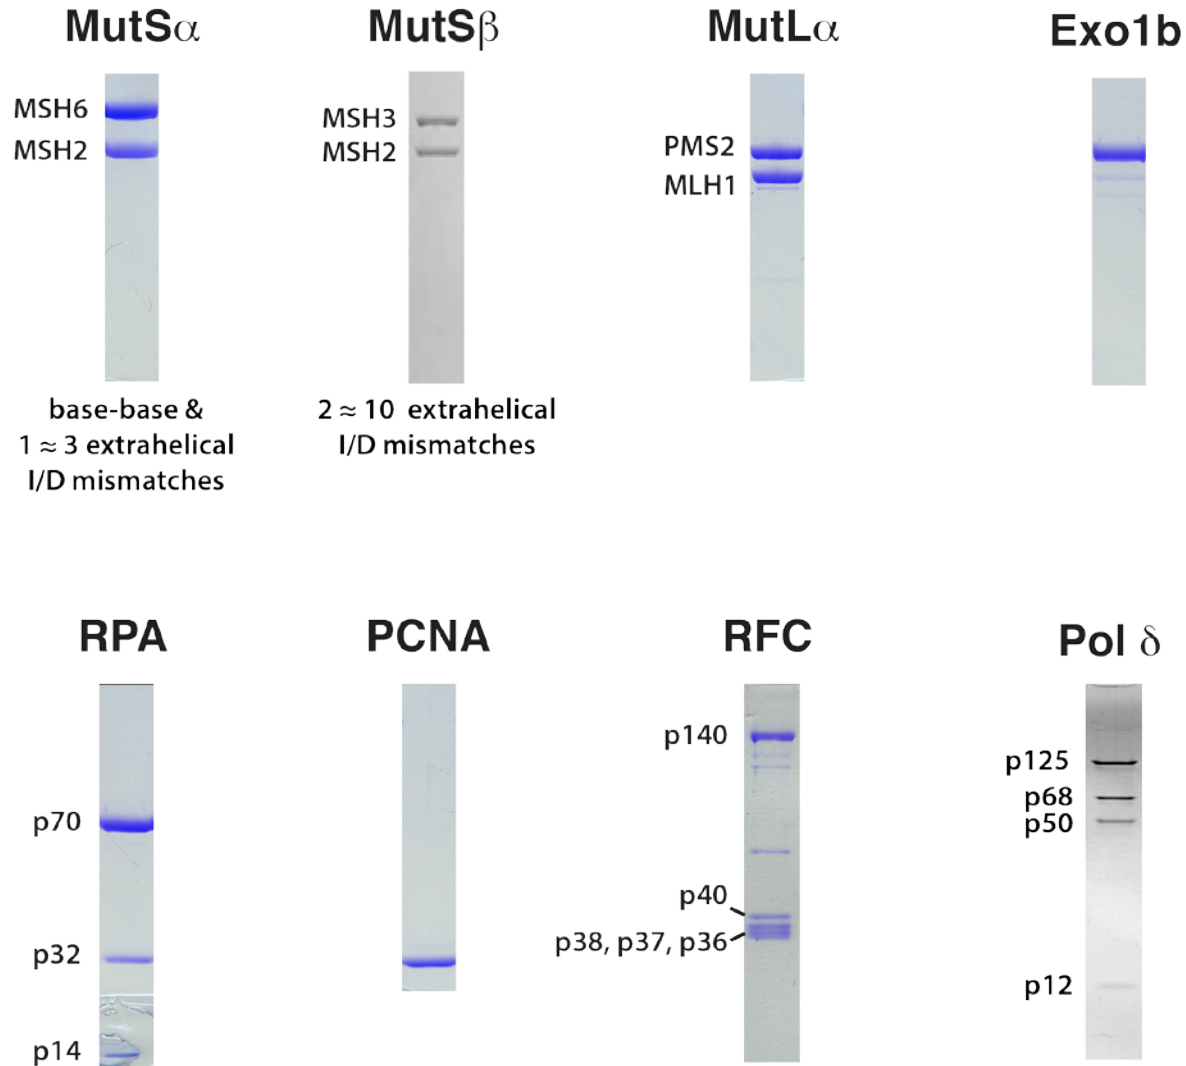 MutSα
MSH6
MSH2
base-base &
1 ≈ 3 extrahelical
I/D mismatches
MutSβ
MSH3
MSH2
2 ≈ 10 extrahelical
I/D mismatches
MutLα
PMS2
MLH1
Exo1b
RPA
p70
p32
p14
PCNA
RFC
p140
p40
p38, p37, p36
Pol δ
p125
p68
p50
p12